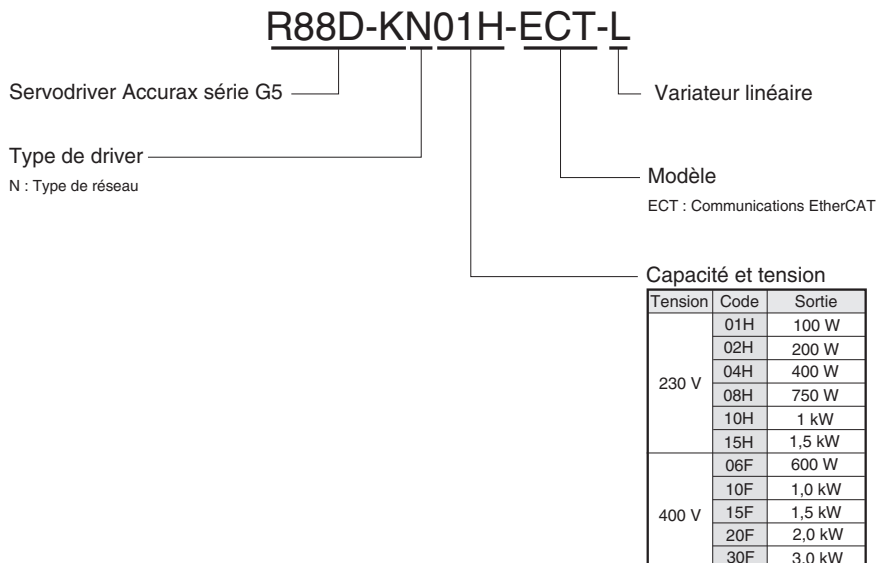 R88D-KN01H-ECT-L
Servodriver Accurax série G5
Variateur linéaire
Type de driver
N : Type de réseau
Modèle
ECT : Communications EtherCAT
Capacité et tension
Tension Code Sortie
230 V
01H 100 W
02H 200 W
04H 400 W
08H 750 W
10H 1 kW
15H 1,5 kW
400 V
06F 600 W
10F 1,0 kW
15F 1,5 kW
20F 2,0 kW
30F 3,0 kW